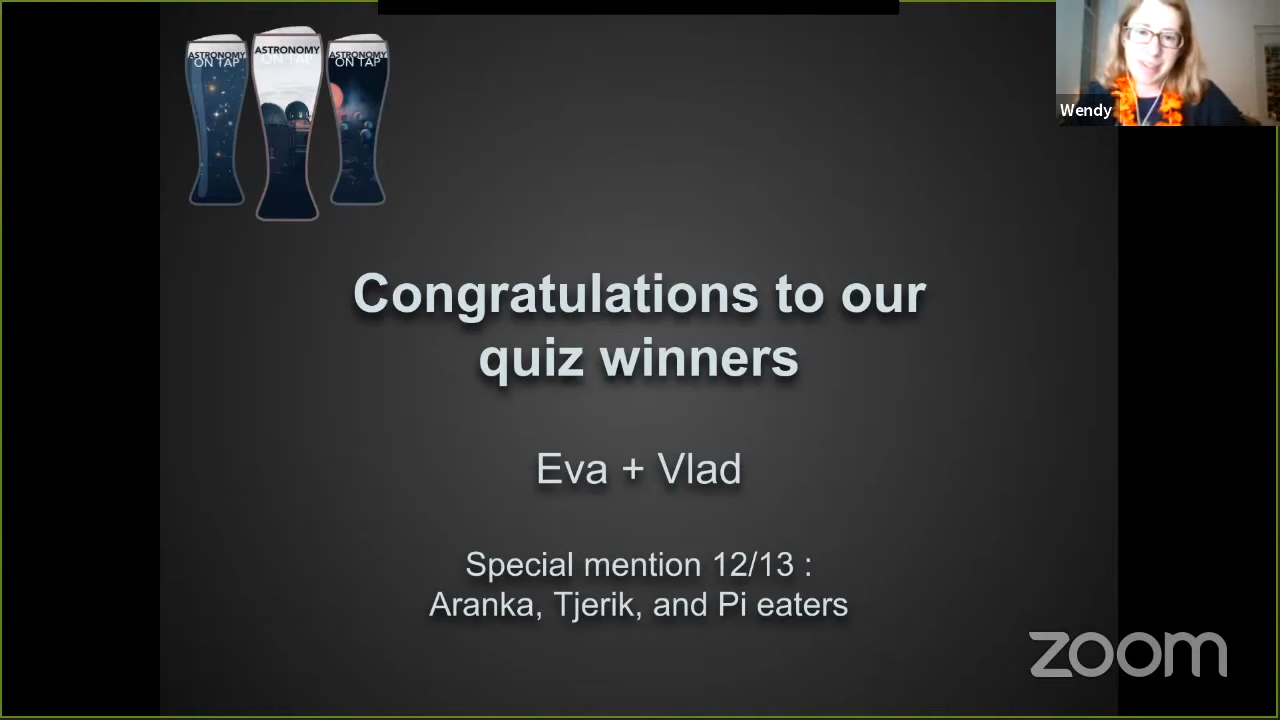 ASTRONOMY
ON TAP
ASTRONOMY
ON TAP
ASTRONOMY
ON TAP
Wendy
Congratulations to our
quiz winners
Eva + Vlad
Special mention 12/13 :
Aranka, Tjerik, and Pi eaters
zoom